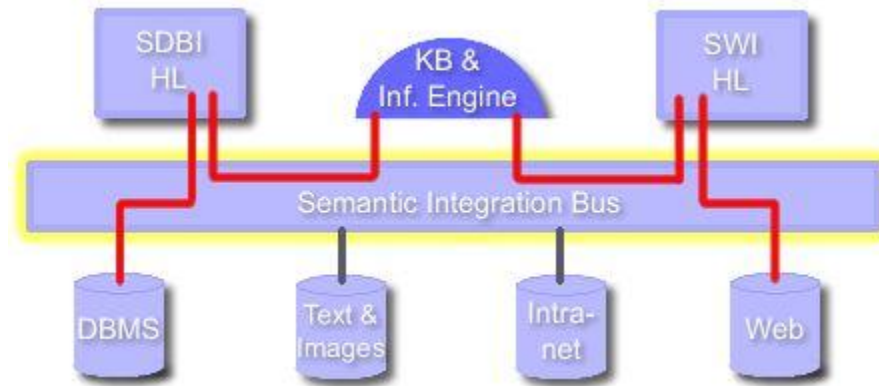 SDBI
HL
KB &
Inf. Engine
SWI
HL
Semantic Integration Bus
DBMS
Text &
Images
Intra-
net
Web